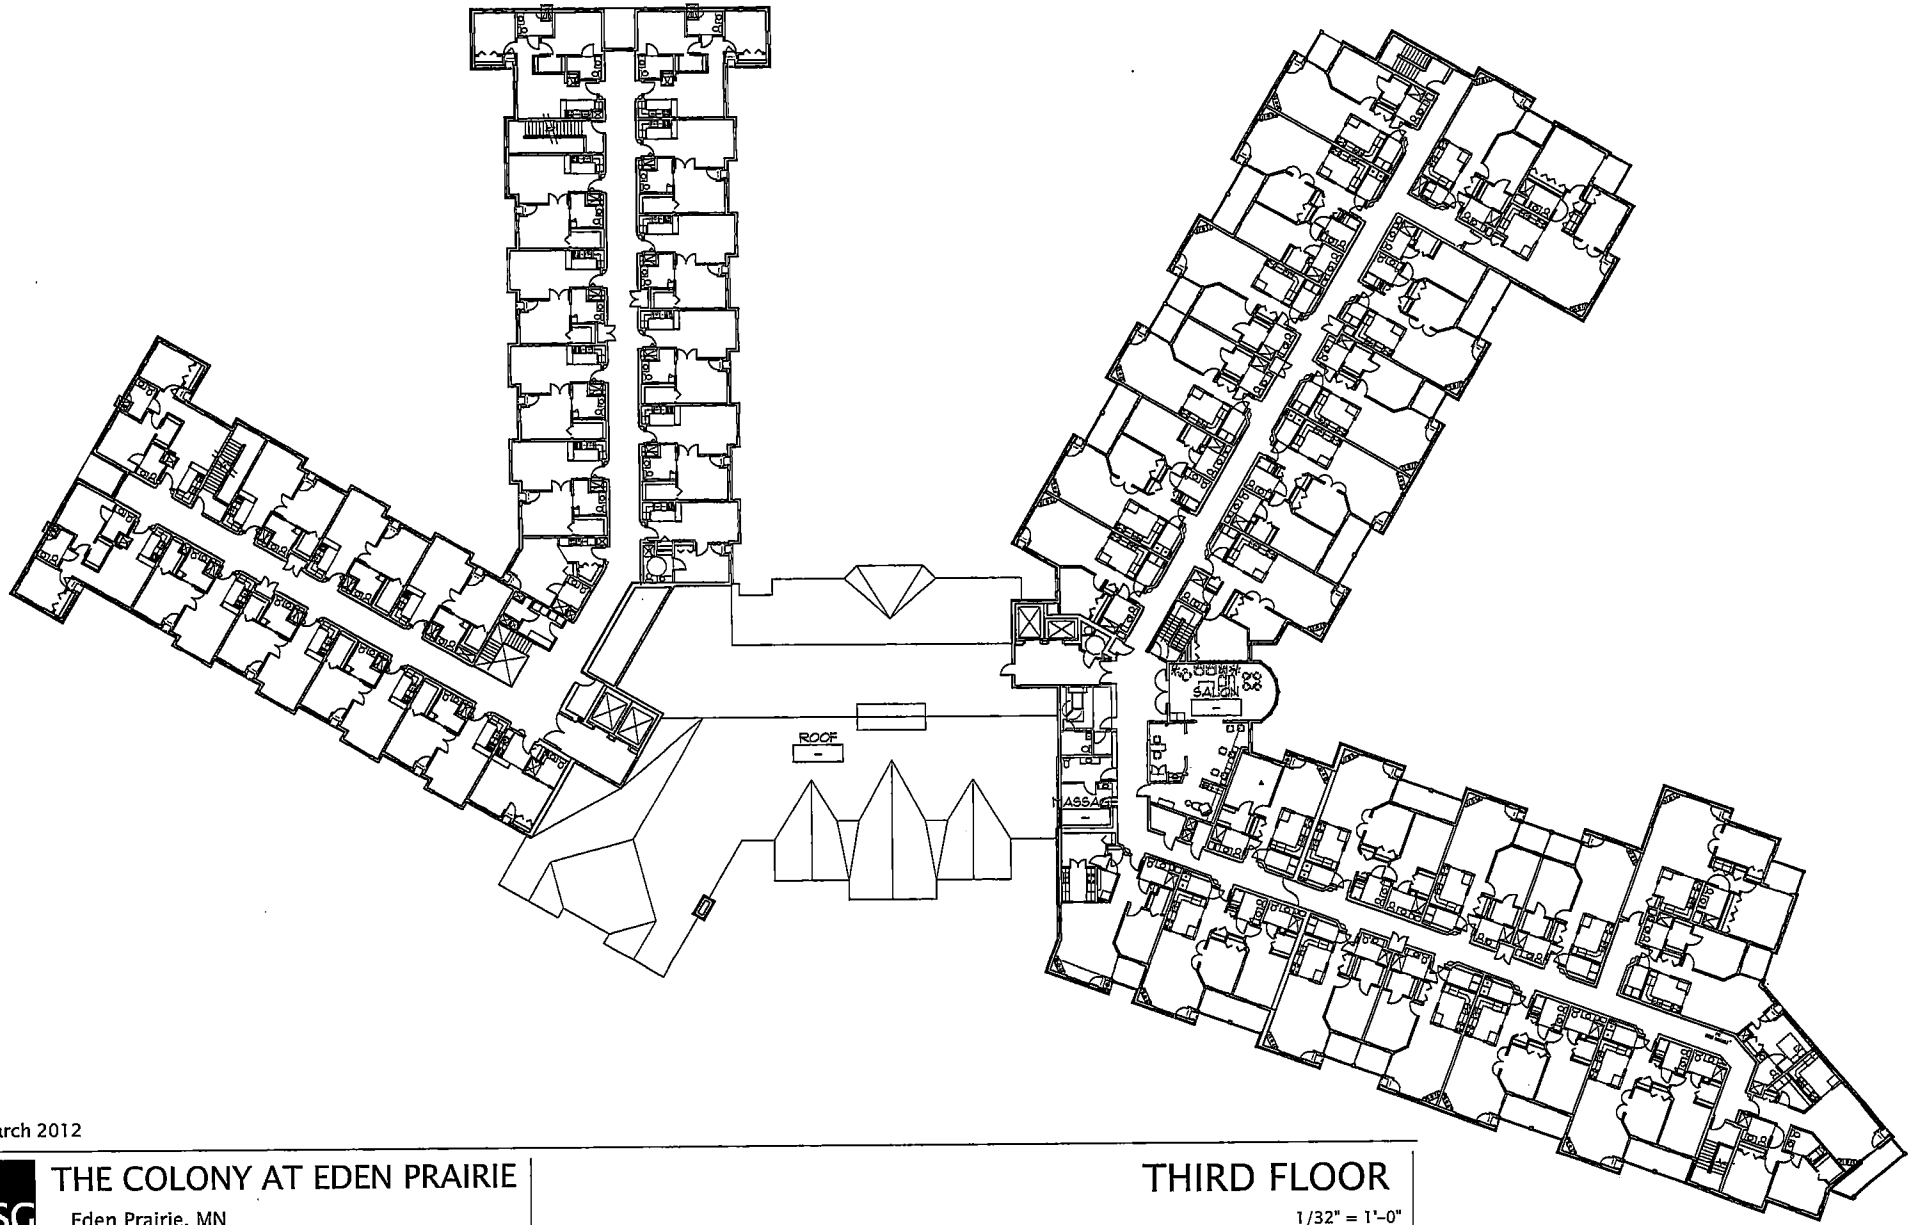 SALON
ROOF
MASSAGE
arch 2012
SG
THE COLONY AT EDEN PRAIRIE
Eden Prairie, MN
THIRD FLOOR
1/32" = 1'-0"